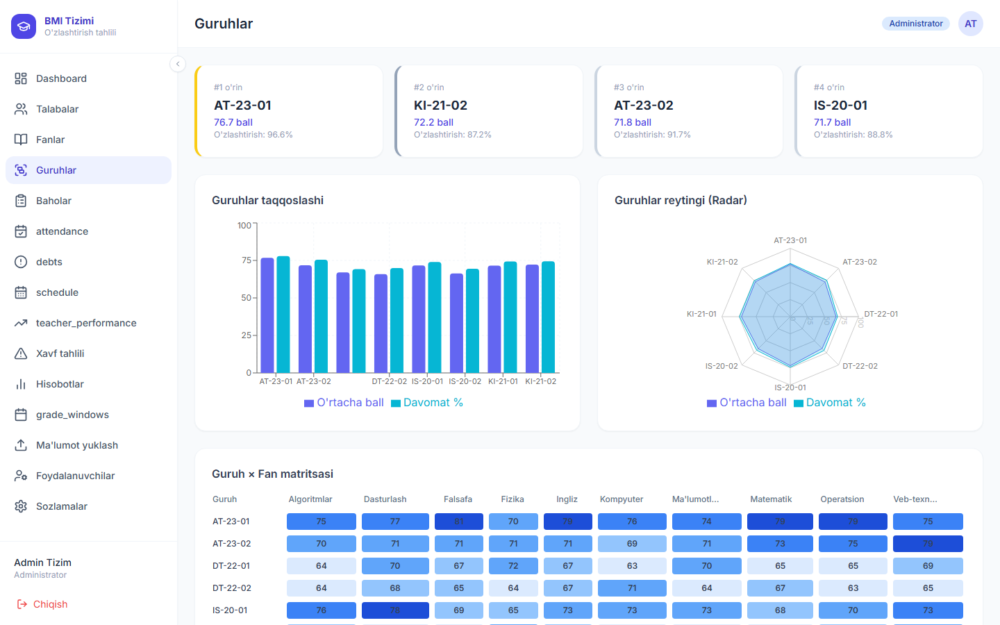 BMI Tizimi
O'zlashtirish tahlili
Dashboard
Talabalar
Fanlar
Guruhlar
Baholar
attendance
debts
schedule
teacher_performance
Xavf tahlili
Hisobotlar
grade_windows
Ma'lumot yuklash
Foydalanuvchilar
Sozlamalar
Admin Tizim
Administrator
Chiqish
Guruhlar
Administrator AT
#1 o'rin
AT-23-01
76.7 ball
O'zlashtirish: 96.6%
#2 o'rin
KI-21-02
72.2 ball
O'zlashtirish: 87.2%
#3 o'rin
AT-23-02
71.8 ball
O'zlashtirish: 91.7%
#4 o'rin
IS-20-01
71.7 ball
O'zlashtirish: 88.8%
Guruhlar taqqoslashi
100
75
50
25
0
AT-23-01 AT-23-02 DT-22-02 IS-20-01 IS-20-02 KI-21-01 KI-21-02
O'rtacha ball Davomat %
Guruhlar reytingi (Radar)
AT-23-01
KI-21-02 AT-23-02
KI-21-01 0 25 50 75 100 DT-22-01
IS-20-02 DT-22-02
IS-20-01
O'rtacha ball Davomat %
Guruh × Fan matritsasi
Guruh Algoritmlar Dasturlash Falsafa Fizika Ingliz Kompyuter Ma'lumotl... Matematik Operatsion Veb-texn...
AT-23-01 75 77 81 70 79 76 74 79 79 75
AT-23-02 70 71 71 71 71 69 71 73 75 79
DT-22-01 64 70 67 72 67 63 70 65 65 69
DT-22-02 64 68 65 64 67 71 64 67 63 65
IS-20-01 76 78 69 65 73 73 73 68 70 73